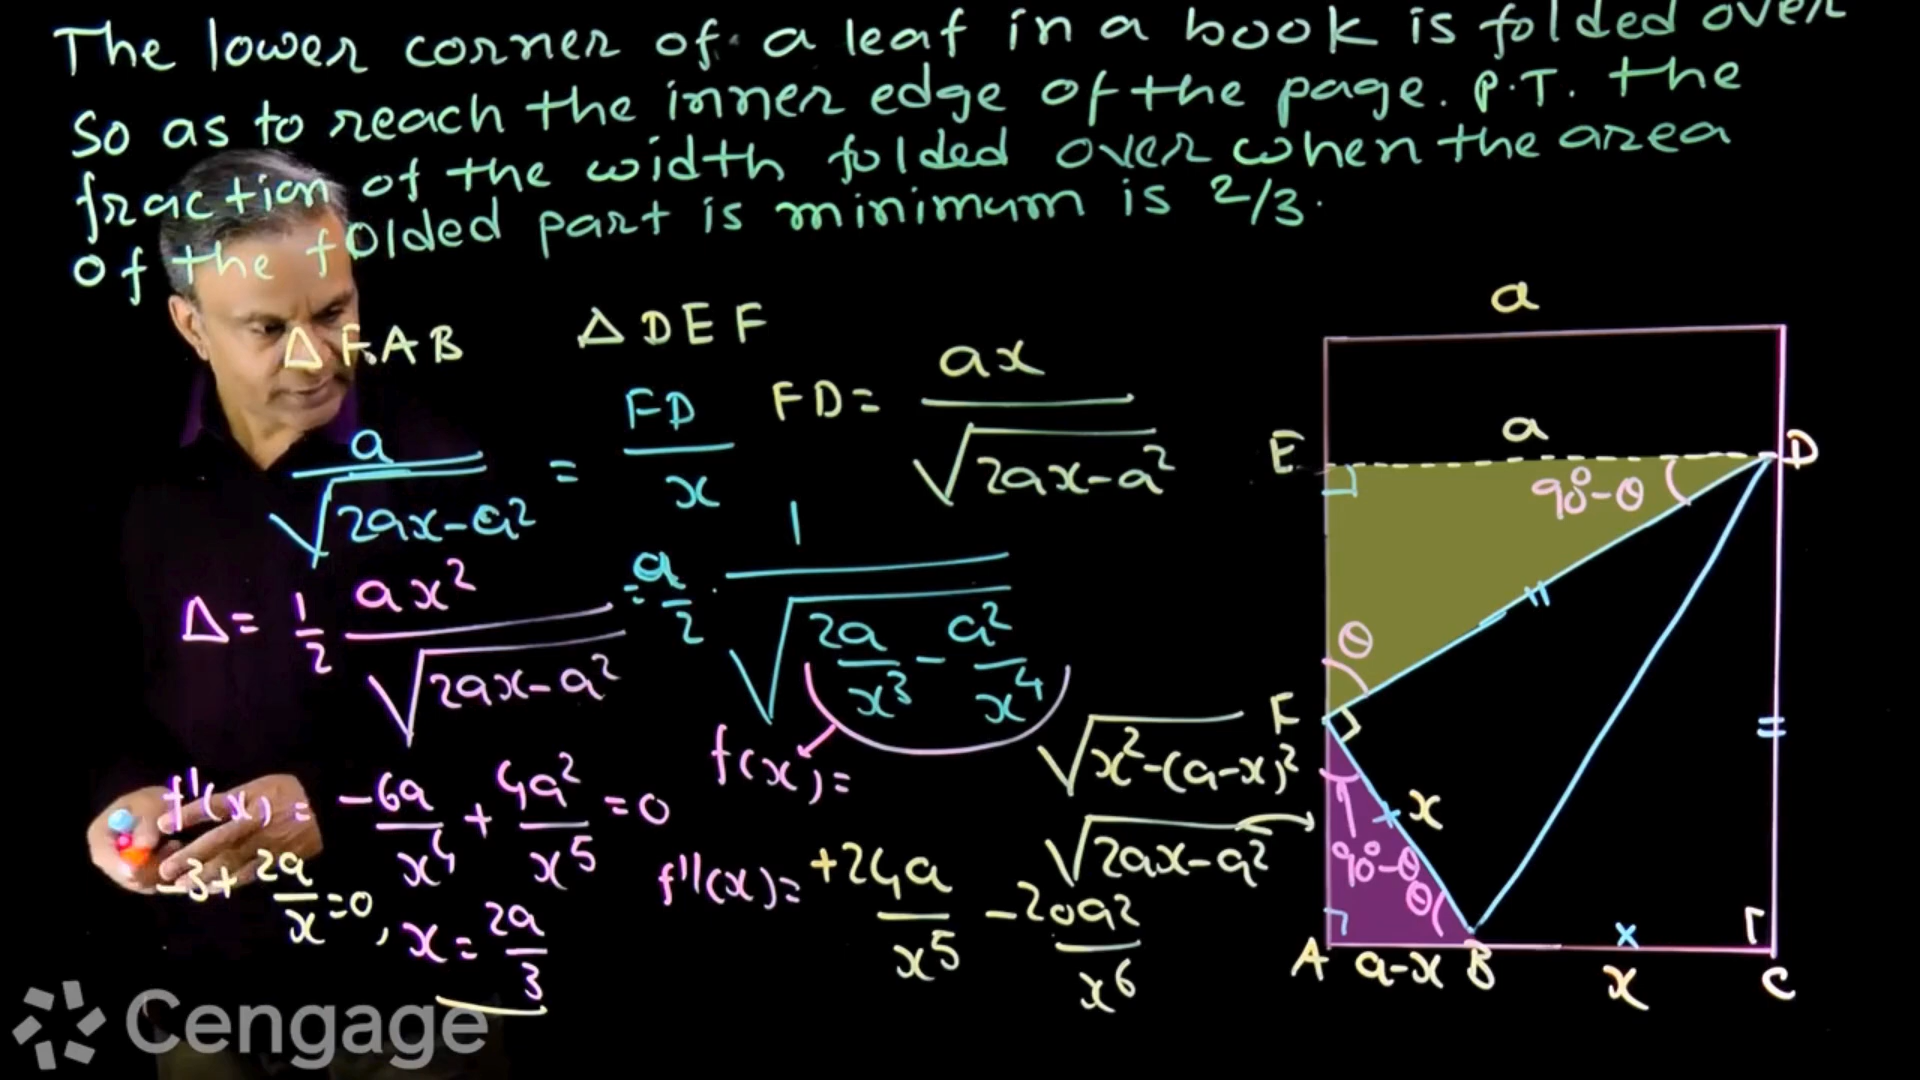 The lower corner of a leaf in a book is folded over
so as to reach the inner edge of the page. P.T. the
fraction of the width folded over when the area
of the folded part is minimum is 2/3.
△FAB △DEF
a/√(2ax-a²) = FD/x FD = ax/√(2ax-a²)
Δ = 1/2 ax²/√(2ax-a²) = a/2 · 1/√(2a/x³ - a²/x⁴)
f(x) =
√(x²-(a-x)²)
√(2ax-a²)
f'(x) = -6a/x⁴ + 4a²/x⁵ = 0
-3+2a/x=0, x = 2a/3
f''(x) = +24a/x⁵ - 20a²/x⁶
a
E a D
90°-θ
θ
F
x
90°-θ
θ
A a-x B x C
Cengage